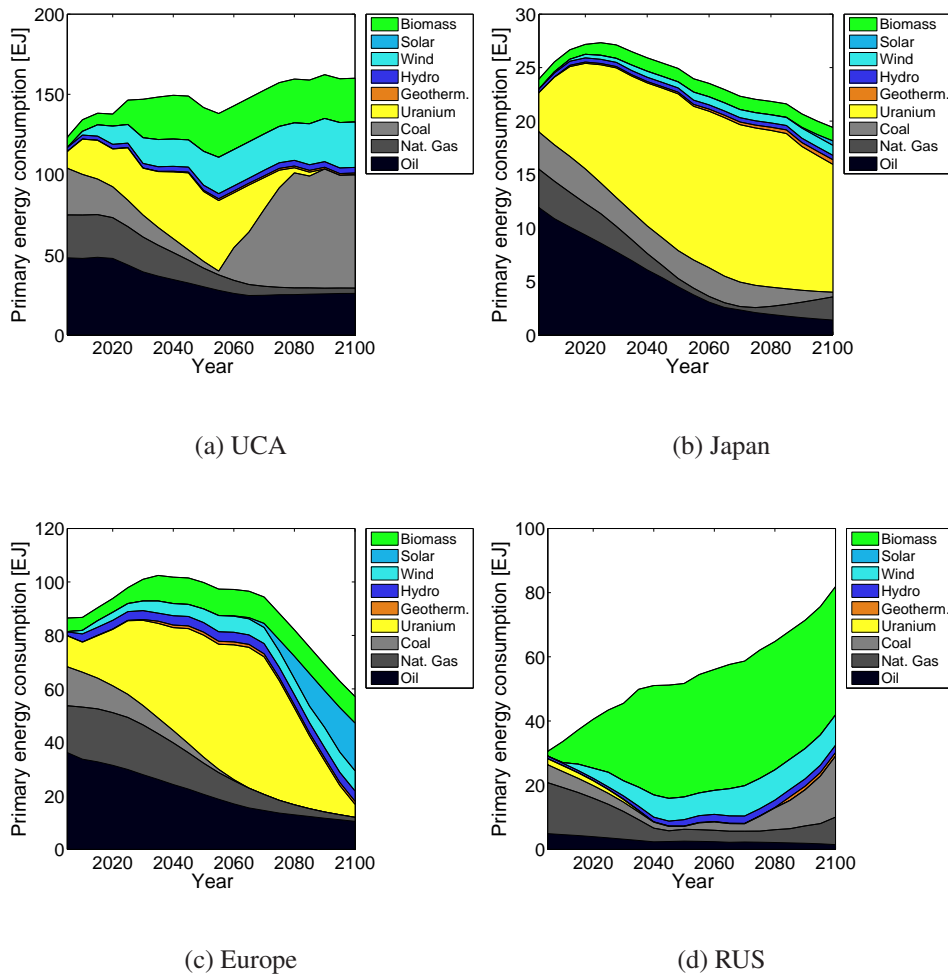 200
150
100
50
0
Primary energy consumption [EJ]
2020 2040 2060 2080 2100
Year
Biomass
Solar
Wind
Hydro
Geotherm.
Uranium
Coal
Nat. Gas
Oil
(a) UCA
30
25
20
15
10
5
0
Primary energy consumption [EJ]
2020 2040 2060 2080 2100
Year
Biomass
Solar
Wind
Hydro
Geotherm.
Uranium
Coal
Nat. Gas
Oil
(b) Japan
120
100
80
60
40
20
0
Primary energy consumption [EJ]
2020 2040 2060 2080 2100
Year
Biomass
Solar
Wind
Hydro
Geotherm.
Uranium
Coal
Nat. Gas
Oil
(c) Europe
100
80
60
40
20
0
Primary energy consumption [EJ]
2020 2040 2060 2080 2100
Year
Biomass
Solar
Wind
Hydro
Geotherm.
Uranium
Coal
Nat. Gas
Oil
(d) RUS